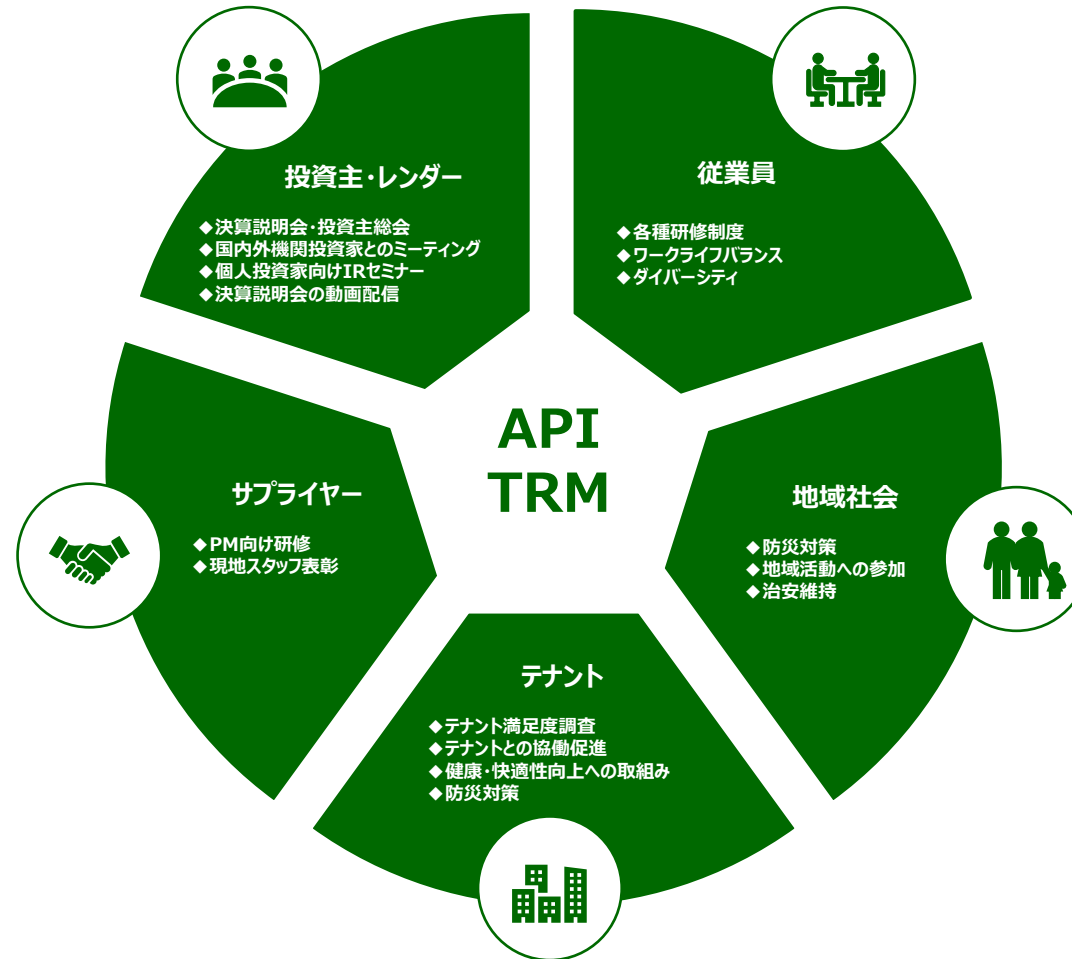 投資主・レンダー
◆決算説明会・投資主総会
◆国内外機関投資家とのミーティング
◆個人投資家向けIRセミナー
◆決算説明会の動画配信
従業員
◆各種研修制度
◆ワークライフバランス
◆ダイバーシティ
API
TRM
サプライヤー
◆PM向け研修
◆現地スタッフ表彰
地域社会
◆防災対策
◆地域活動への参加
◆治安維持
テナント
◆テナント満足度調査
◆テナントとの協働促進
◆健康・快適性向上への取組み
◆防災対策